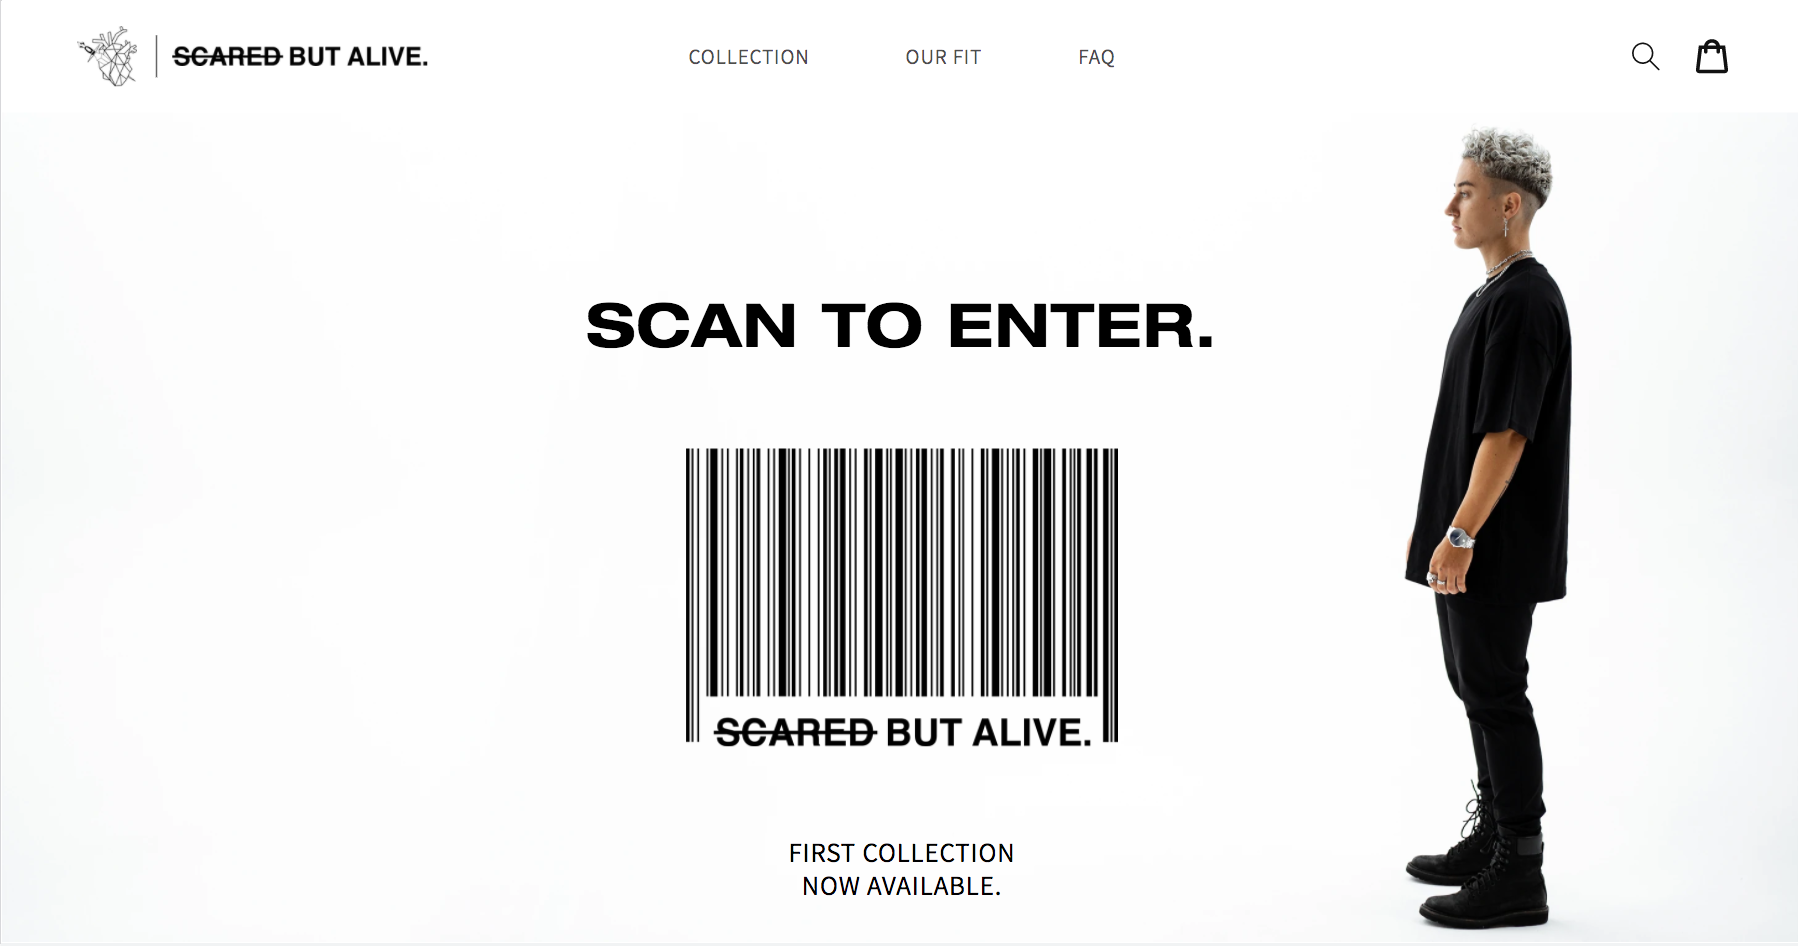 SCARED BUT ALIVE.
COLLECTION
OUR FIT
FAQ
SCAN TO ENTER.
SCARED BUT ALIVE.
FIRST COLLECTION
NOW AVAILABLE.